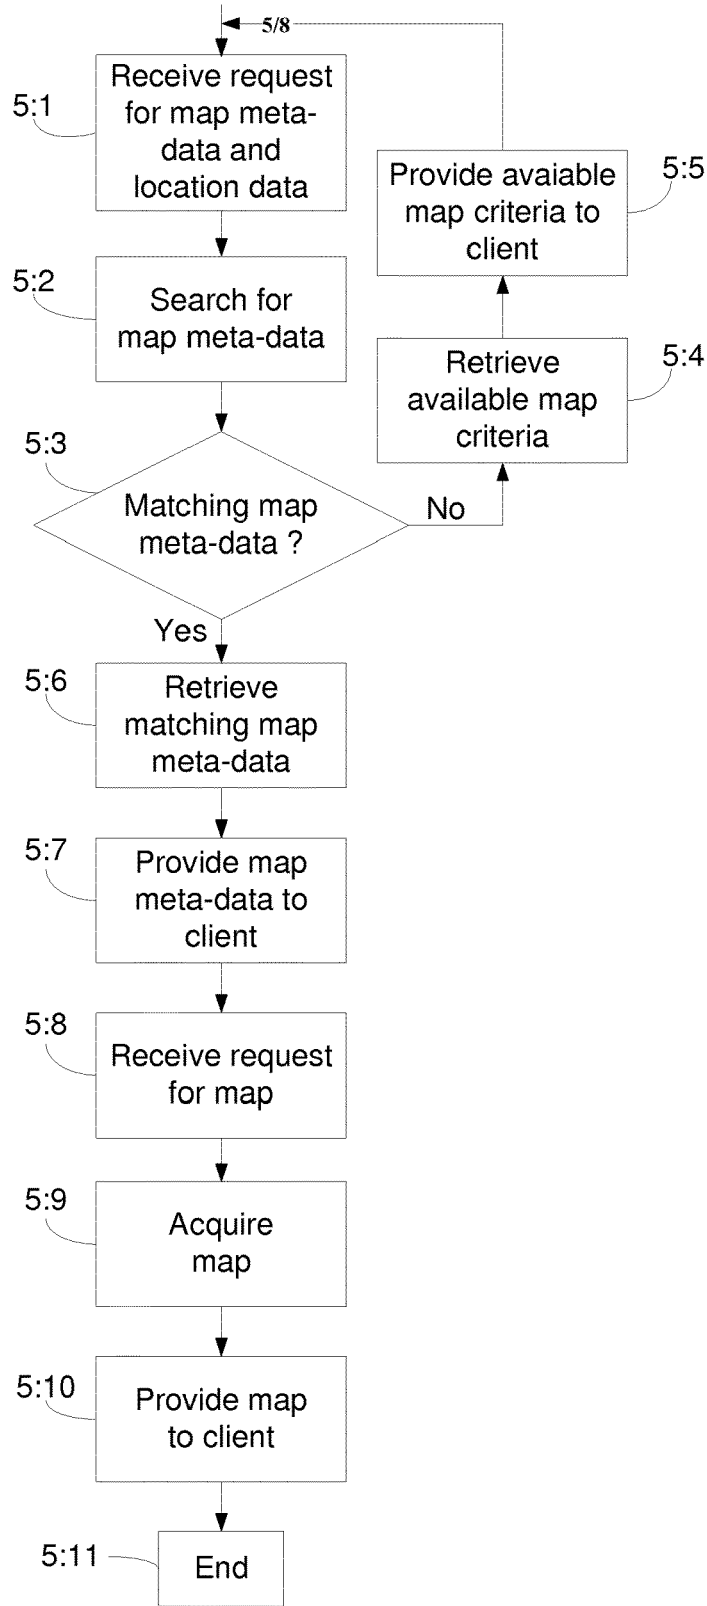 5/8
5:1
Receive request
for map meta-
data and
location data
5:2
Search for
map meta-data
5:3
Matching map
meta-data ?
No
Yes
5:4
Retrieve
available map
criteria
5:5
Provide avaiable
map criteria to
client
5:6
Retrieve
matching map
meta-data
5:7
Provide map
meta-data to
client
5:8
Receive request
for map
5:9
Acquire
map
5:10
Provide map
to client
5:11
End